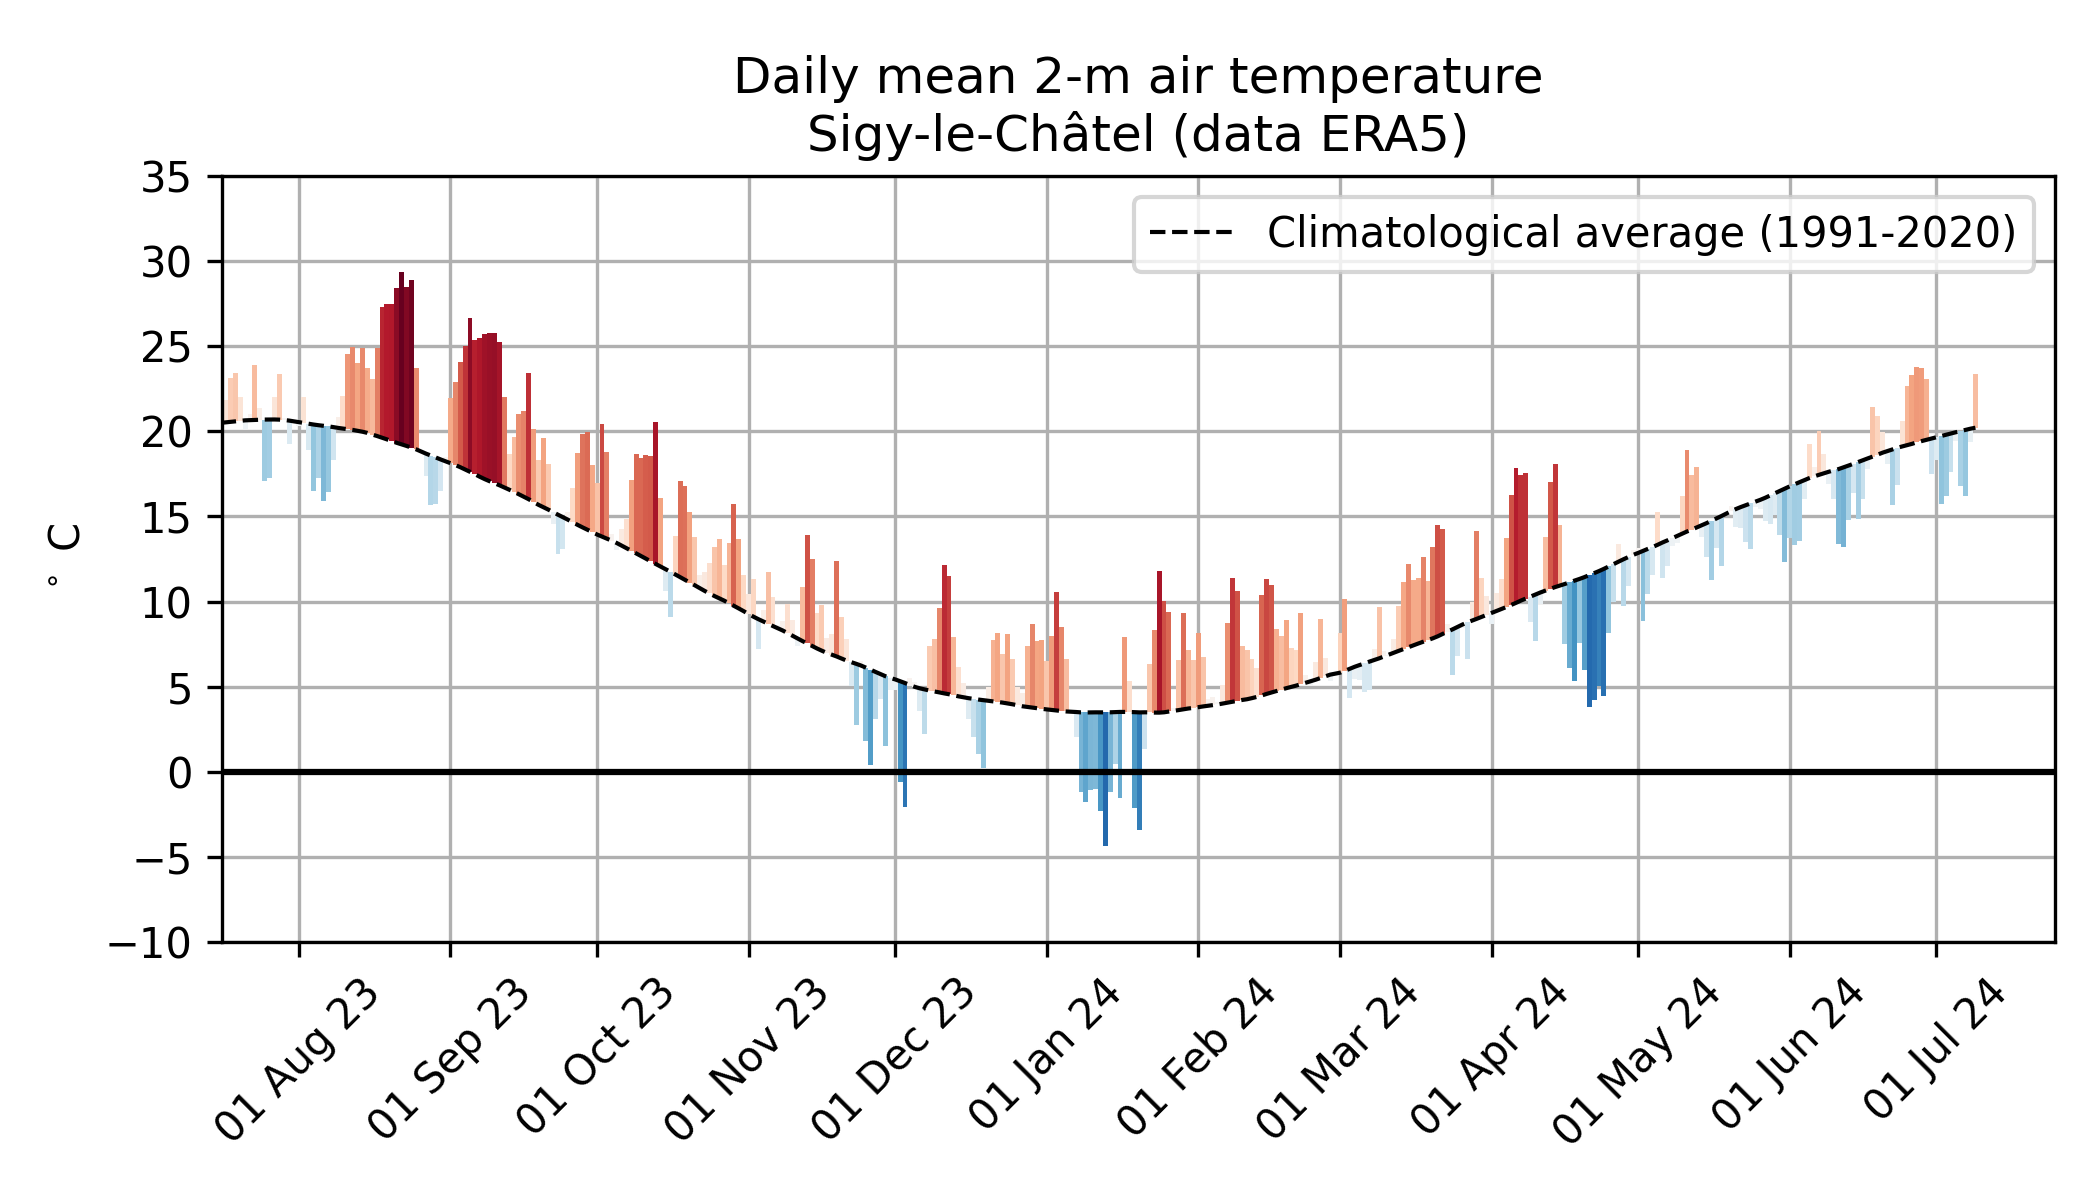 Daily mean 2-m air temperature
Sigy-le-Châtel (data ERA5)
Climatological average (1991-2020)
35
30
25
20
15
10
5
0
−5
−10
° C
01 Aug 23
01 Sep 23
01 Oct 23
01 Nov 23
01 Dec 23
01 Jan 24
01 Feb 24
01 Mar 24
01 Apr 24
01 May 24
01 Jun 24
01 Jul 24